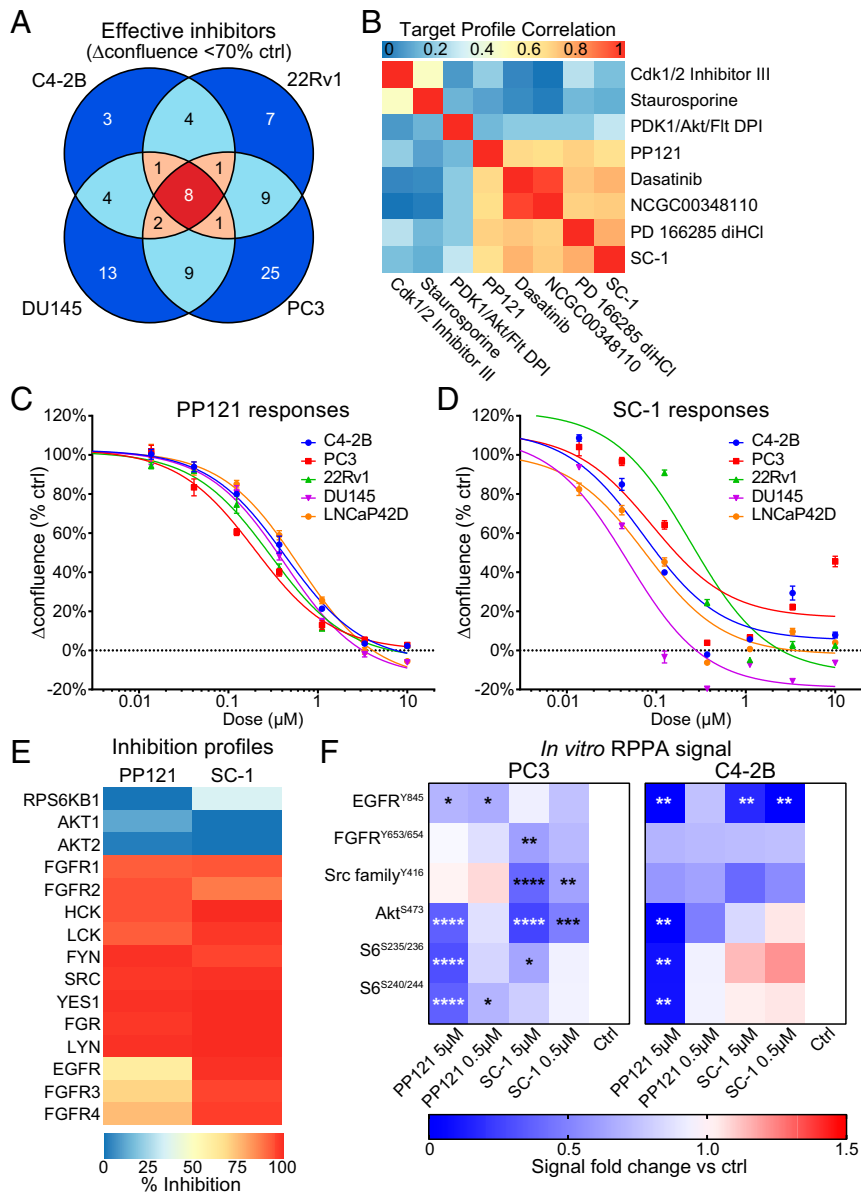 A
Effective inhibitors
(Δconfluence <70% ctrl)
C4-2B
22Rv1
3
4
7
1
1
4
8
9
2
1
13
9
25
DU145
PC3
B
Target Profile Correlation
0 0.2 0.4 0.6 0.8 1
Cdk1/2 Inhibitor III
Staurosporine
PDK1/Akt/Flt DPI
PP121
Dasatinib
NCGC00348110
PD 166285 diHCl
SC-1
Cdk1/2 Inhibitor III
Staurosporine
PDK1/Akt/Flt DPI
PP121
Dasatinib
NCGC00348110
PD 166285 diHCl
SC-1
C
PP121 responses
Δconfluence (% ctrl)
120%
100%
80%
60%
40%
20%
0%
-20%
C4-2B
PC3
22Rv1
DU145
LNCaP42D
0.01 0.1 1 10
Dose (µM)
D
SC-1 responses
Δconfluence (% ctrl)
120%
100%
80%
60%
40%
20%
0%
-20%
C4-2B
PC3
22Rv1
DU145
LNCaP42D
0.01 0.1 1 10
Dose (µM)
E
Inhibition profiles
PP121 SC-1
RPS6KB1
AKT1
AKT2
FGFR1
FGFR2
HCK
LCK
FYN
SRC
YES1
FGR
LYN
EGFR
FGFR3
FGFR4
0 25 50 75 100
% Inhibition
F
In vitro RPPA signal
PC3 C4-2B
EGFR^Y845 * * ** ** **
FGFR^Y653/654 **
Src family^Y416 **** **
Akt^S473 **** **** *** **
S6^S235/236 **** * **
S6^S240/244 **** * **
PP121 5µM
PP121 0.5µM
SC-1 5µM
SC-1 0.5µM
Ctrl
PP121 5µM
PP121 0.5µM
SC-1 5µM
SC-1 0.5µM
Ctrl
0 0.5 1.0 1.5
Signal fold change vs ctrl